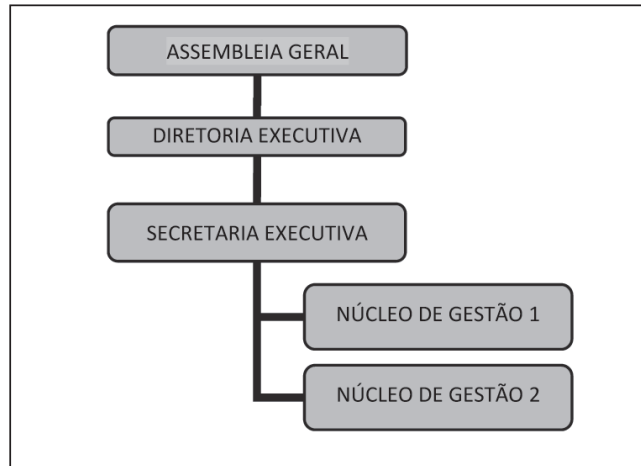 ASSEMBLEIA GERAL
DIRETORIA EXECUTIVA
SECRETARIA EXECUTIVA
NÚCLEO DE GESTÃO 1
NÚCLEO DE GESTÃO 2